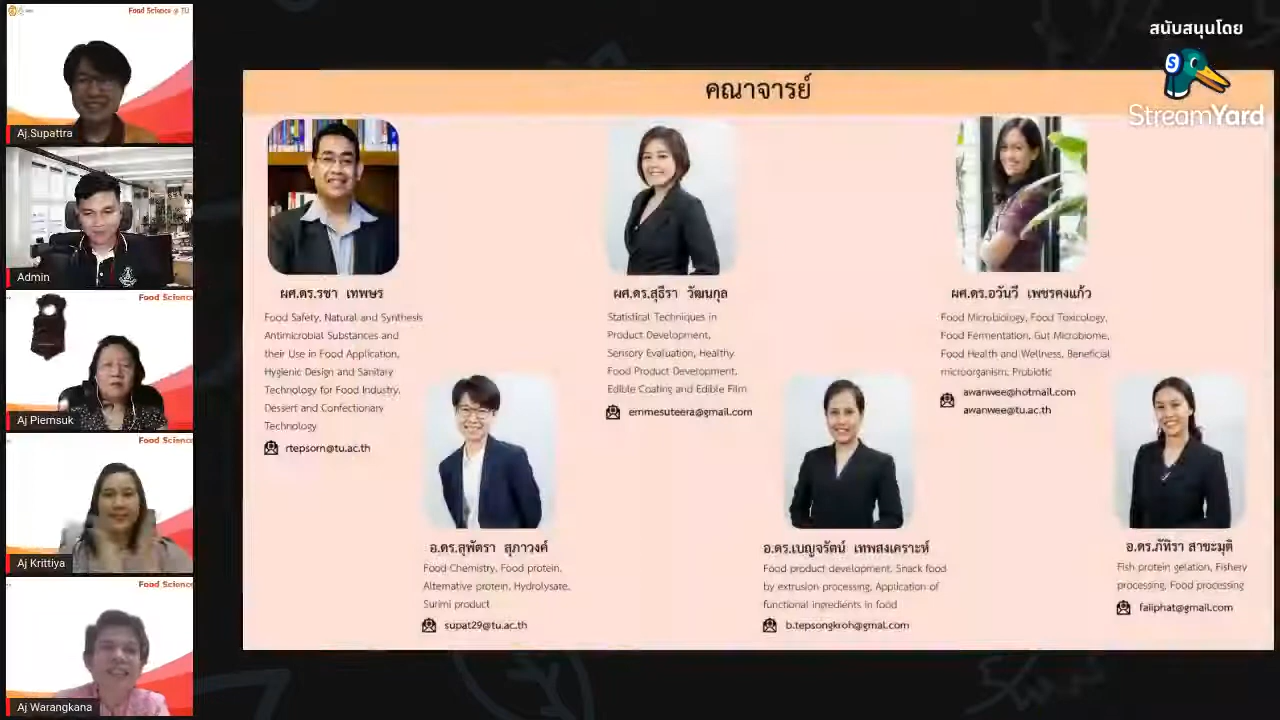 Food Science @ TU
Aj.Supattra
Admin
Food Science
Aj Piemsuk
Food Science
Aj Krittiya
Food Science
Aj Warangkana
สนับสนุนโดย
S
StreamYard
คณาจารย์
ผศ.ดร.รชา เทพษร
Food Safety, Natural and Synthesis
Antimicrobial Substances and
their Use in Food Application,
Hygienic Design and Sanitary
Technology for Food Industry,
Dessert and Confectionary
Technology
rtepsorn@tu.ac.th
ผศ.ดร.สุธีรา วัฒนกุล
Statistical Techniques in
Product Development,
Sensory Evaluation, Healthy
Food Product Development,
Edible Coating and Edible Film
emmesuteera@gmail.com
ผศ.ดร.อวันวี เพชรคงแก้ว
Food Microbiology, Food Toxicology,
Food Fermentation, Gut Microbiome,
Food Health and Wellness, Beneficial
microorganism, Probiotic
awanwee@hotmail.com
awanwee@tu.ac.th
อ.ดร.สุพัตรา สุภาวงศ์
Food Chemistry, Food protein,
Alternative protein, Hydrolysate,
Surimi product
supat29@tu.ac.th
อ.ดร.เบญจรัตน์ เทพสงเคราะห์
Food product development, Snack food
by extrusion processing, Application of
functional ingredients in food
b.tepsongkroh@gmal.com
อ.ดร.ภัทิรา สาชะมุติ
Fish protein gelation, Fishery
processing, Food processing
faliphat@gmail.com